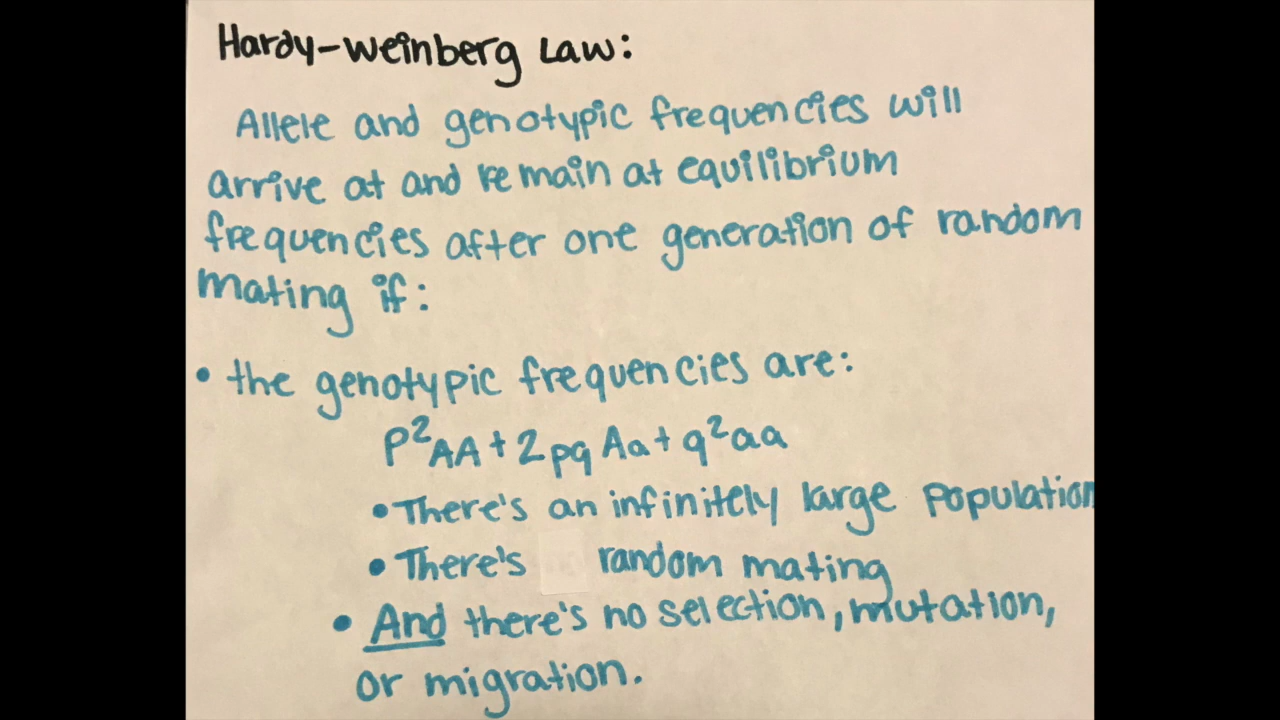 Hardy-Weinberg Law:
Allele and genotypic frequencies will
arrive at and remain at equilibrium
frequencies after one generation of random
mating if:
• the genotypic frequencies are:
P²AA + 2pq Aa + q²aa
• There's an infinitely large population
• There's random mating
• And there's no selection, mutation,
or migration.